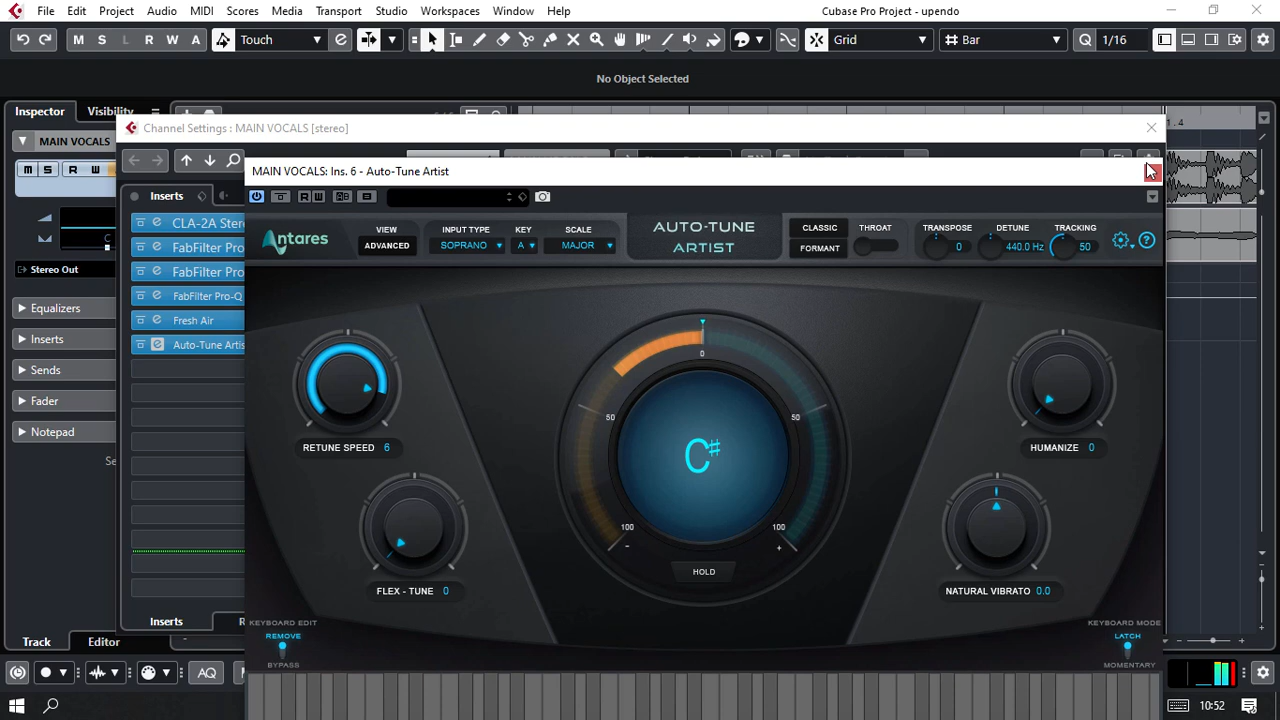 File Edit Project Audio MIDI Scores Media Transport Studio Workspaces Window Help Cubase Pro Project - upendo
M S L R W A Touch Grid Bar Q 1/16
No Object Selected
Inspector Visibility
MAIN VOCALS
Channel Settings : MAIN VOCALS [stereo]
1. 4
M S R W
MAIN VOCALS: Ins. 6 - Auto-Tune Artist
Inserts
R W
C
Stereo Out
Equalizers
Inserts
Sends
Fader
Notepad
Se
CLA-2A Stere
FabFilter Pro
FabFilter Pro
FabFilter Pro-Q
Fresh Air
Auto-Tune Artis
Inserts
R
Antares
VIEW
ADVANCED
INPUT TYPE
SOPRANO
KEY
A
SCALE
MAJOR
AUTO-TUNE
ARTIST
CLASSIC
FORMANT
THROAT
TRANSPOSE
0
DETUNE
440.0 Hz
TRACKING
50
?
0
50 50
C♯
100 100
- +
HOLD
RETUNE SPEED 6
FLEX - TUNE 0
HUMANIZE 0
NATURAL VIBRATO 0.0
KEYBOARD EDIT
REMOVE
BYPASS
KEYBOARD MODE
LATCH
MOMENTARY
Track Editor
AQ
10:52